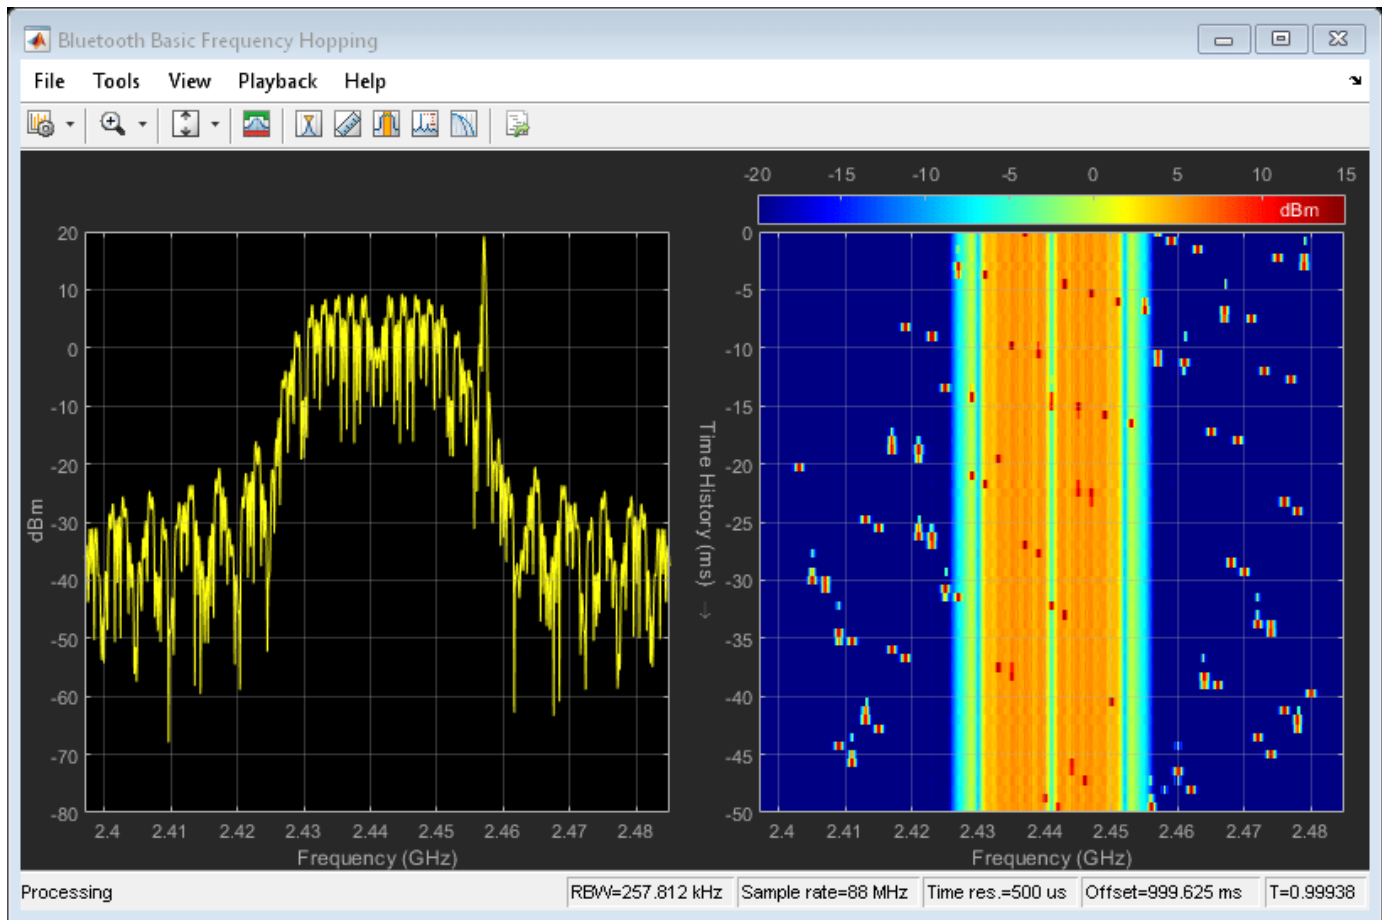 Bluetooth Basic Frequency Hopping
File Tools View Playback Help
-20 -15 -10 -5 0 5 10 15
dBm
20
10
0
-10
-20
-30
-40
-50
-60
-70
-80
dBm
2.4 2.41 2.42 2.43 2.44 2.45 2.46 2.47 2.48
Frequency (GHz)
Time History (ms) →
0
-5
-10
-15
-20
-25
-30
-35
-40
-45
-50
2.4 2.41 2.42 2.43 2.44 2.45 2.46 2.47 2.48
Frequency (GHz)
Processing RBW=257.812 kHz Sample rate=88 MHz Time res.=500 us Offset=999.625 ms T=0.99938